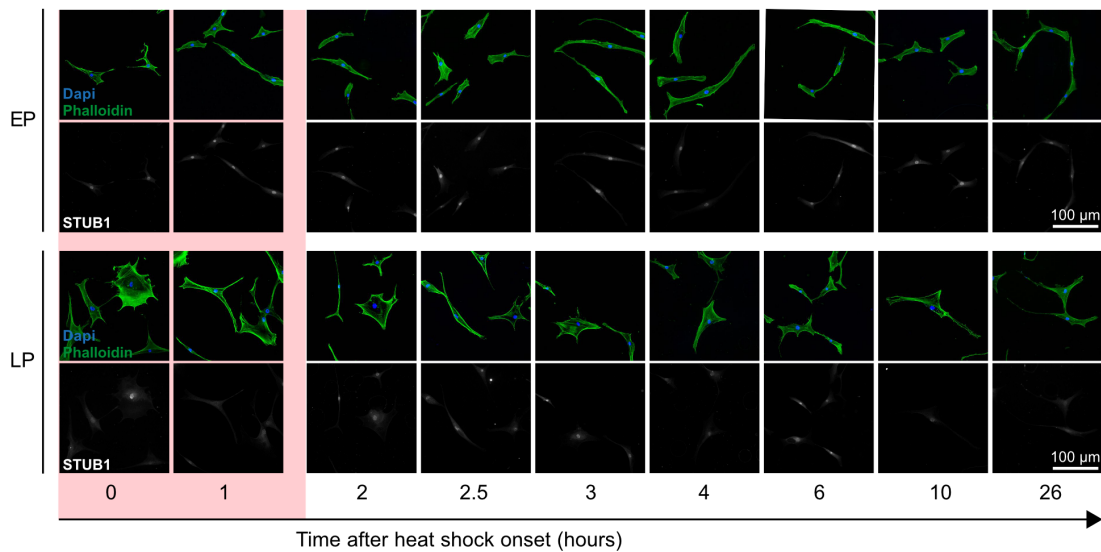 EP
Dapi
Phalloidin
STUB1
100 µm
LP
Dapi
Phalloidin
STUB1
100 µm
0 1 2 2.5 3 4 6 10 26
Time after heat shock onset (hours)